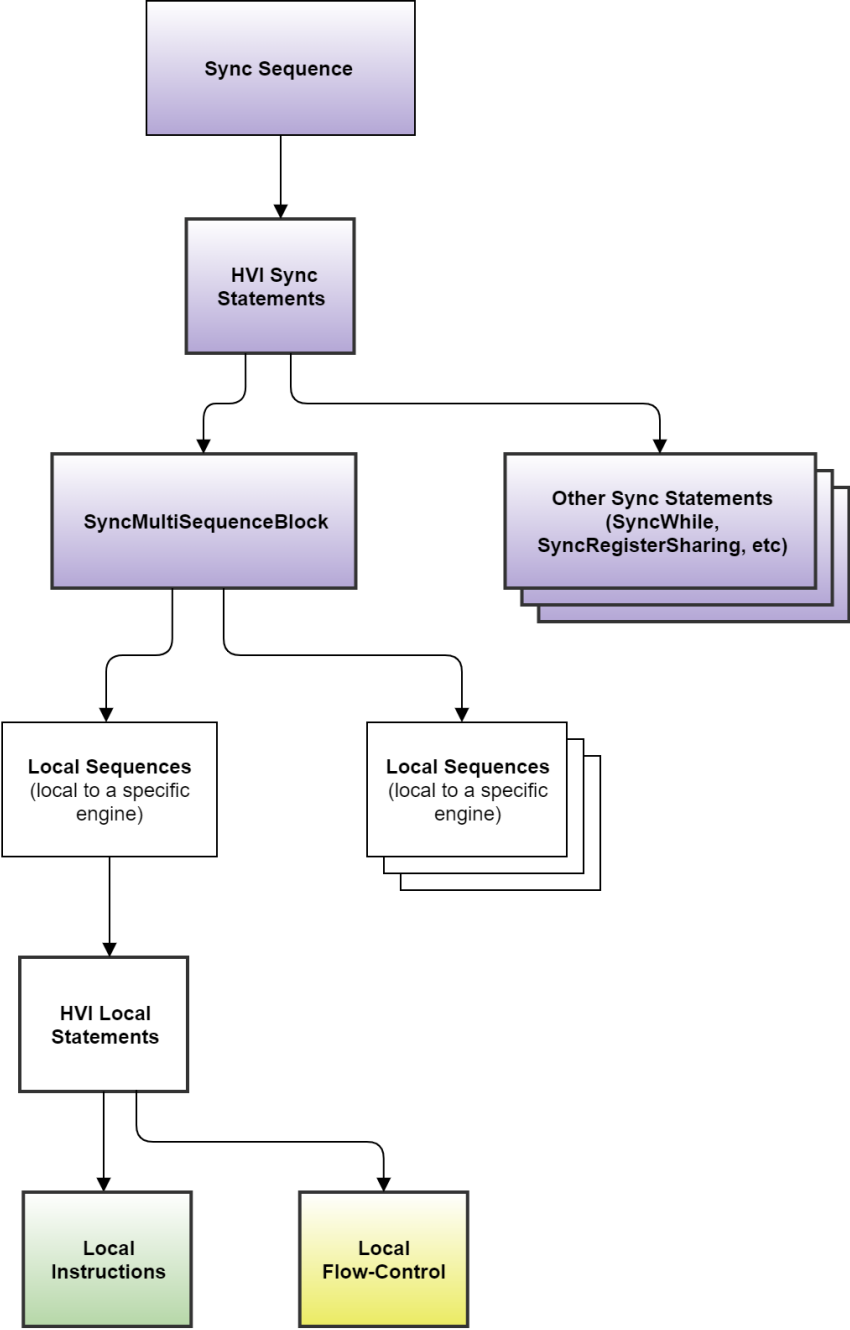 Sync Sequence
HVI Sync
Statements
SyncMultiSequenceBlock
Other Sync Statements
(SyncWhile,
SyncRegisterSharing, etc)
Local Sequences
(local to a specific
engine)
Local Sequences
(local to a specific
engine)
HVI Local
Statements
Local
Instructions
Local
Flow-Control